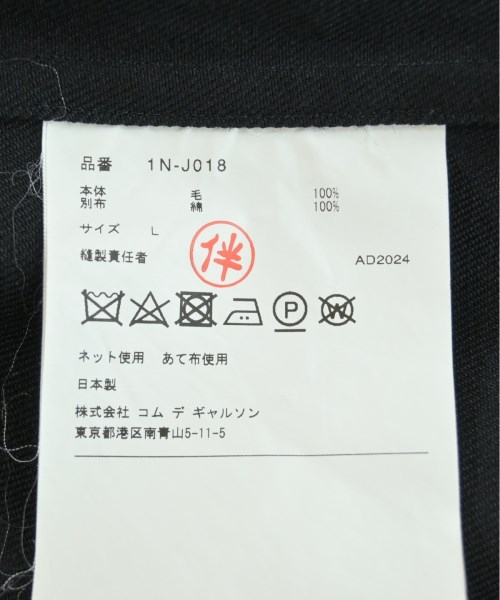 品番 1N-J018
本体 毛 100%
別布 綿 100%
サイズ L
縫製責任者 伴 AD2024
P W
ネット使用 あて布使用
日本製
株式会社 コム デ ギャルソン
東京都港区南青山5-11-5